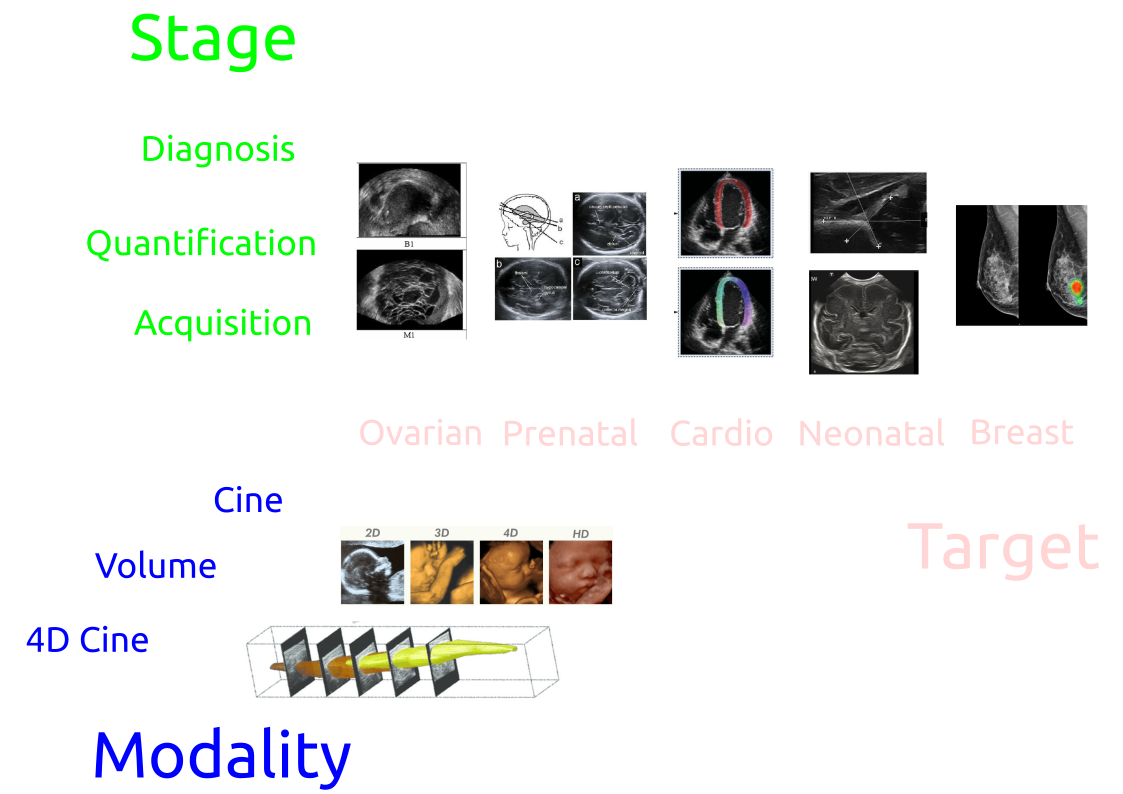 Stage
Diagnosis
Quantification
Acquisition
B1
M1
a
b
c
a
b
c
Ovarian Prenatal Cardio Neonatal Breast
Cine
Volume
4D Cine
2D 3D 4D HD
Target
Modality